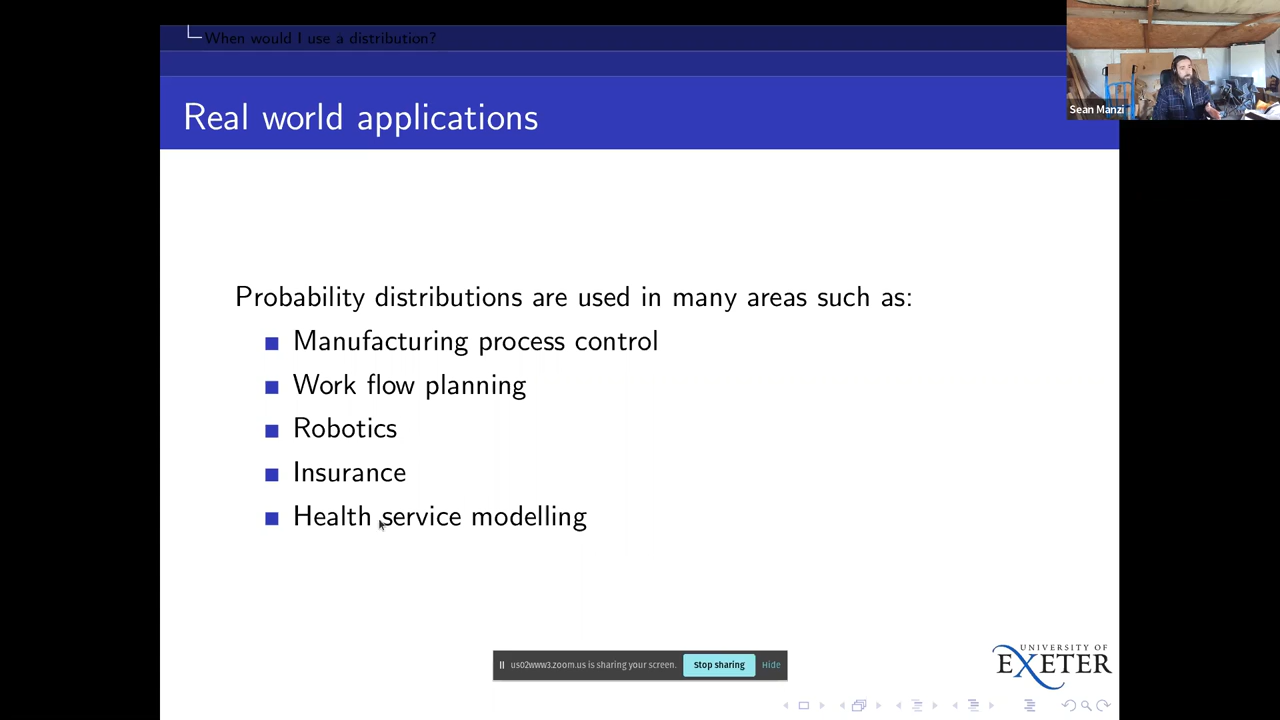 When would I use a distribution?
Real world applications
Sean Manzi
Probability distributions are used in many areas such as:
Manufacturing process control
Work flow planning
Robotics
Insurance
Health service modelling
us02www3.zoom.us is sharing your screen.
Stop sharing
Hide
UNIVERSITY OF
EXETER